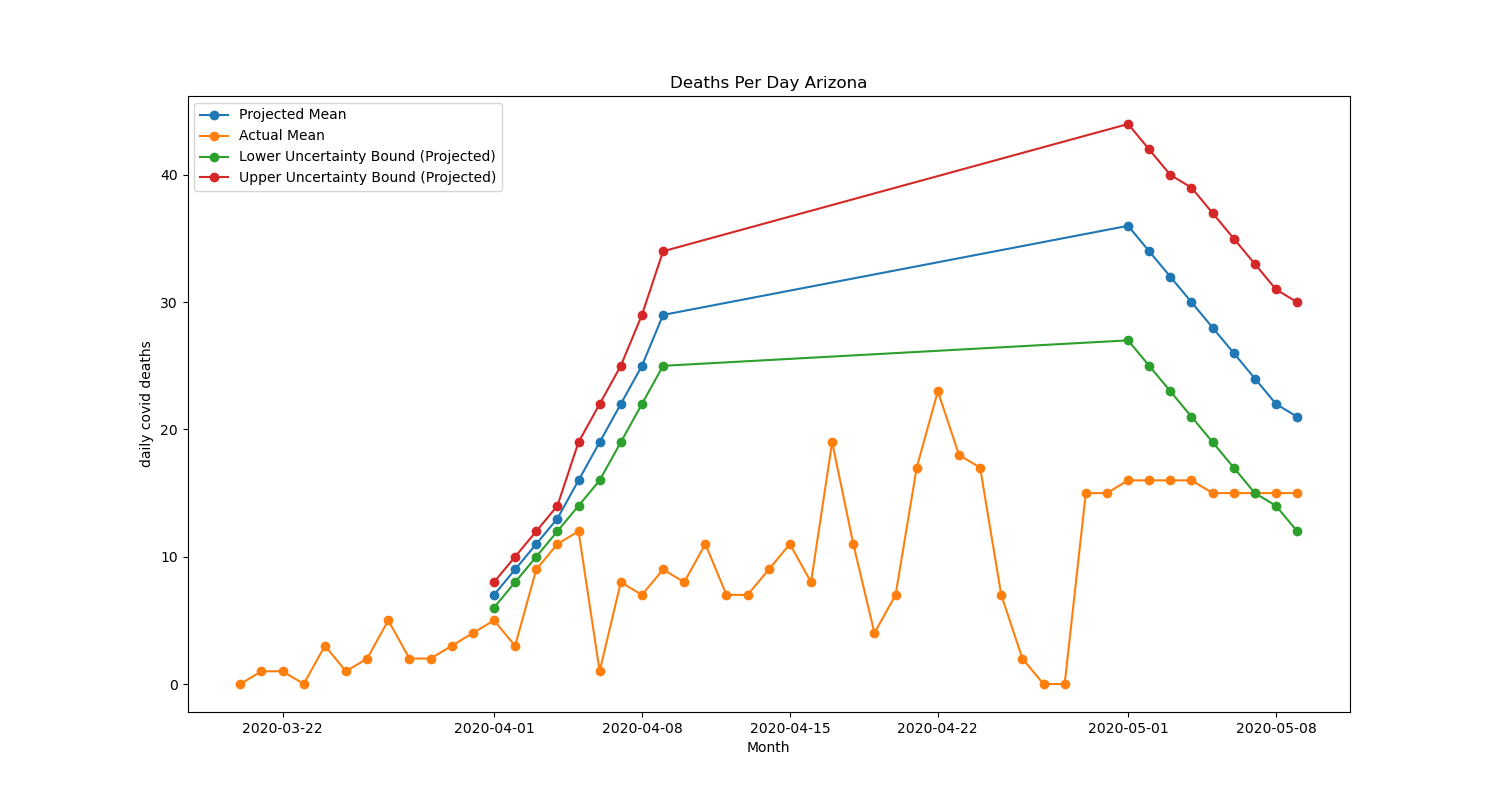 Deaths Per Day Arizona
Projected Mean
Actual Mean
Lower Uncertainty Bound (Projected)
Upper Uncertainty Bound (Projected)
daily covid deaths
40
30
20
10
0
2020-03-22 2020-04-01 2020-04-08 2020-04-15 2020-04-22 2020-05-01 2020-05-08
Month